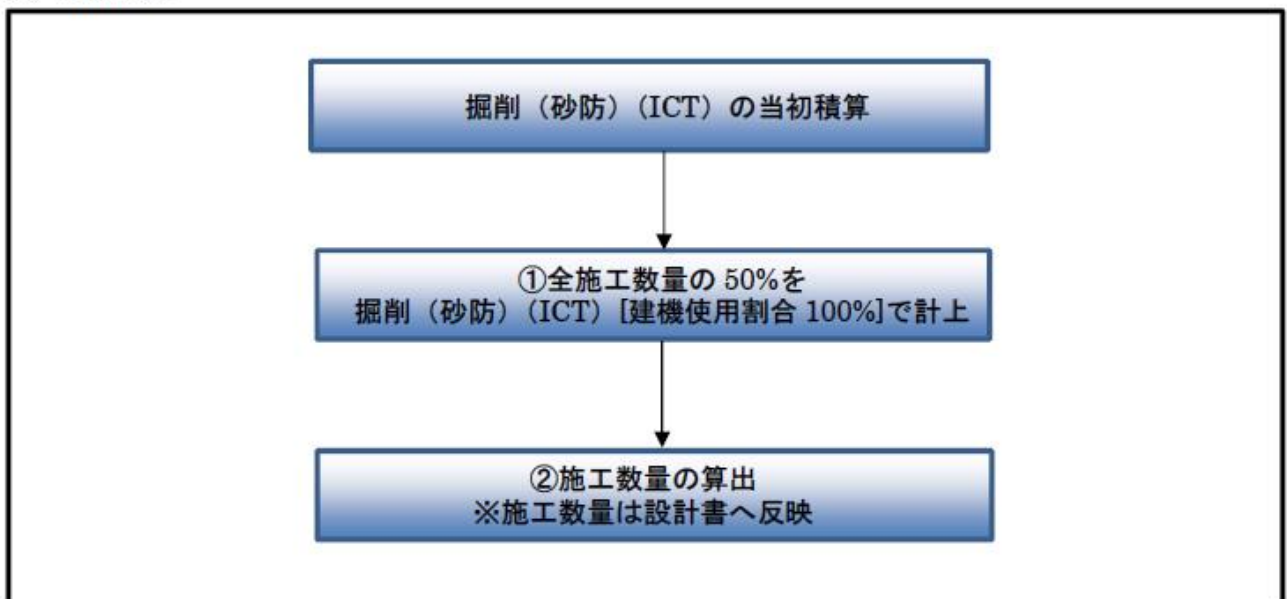 掘削（砂防）（ICT）の当初積算
①全施工数量の 50%を
掘削（砂防）（ICT）[建機使用割合 100%]で計上
②施工数量の算出
※施工数量は設計書へ反映